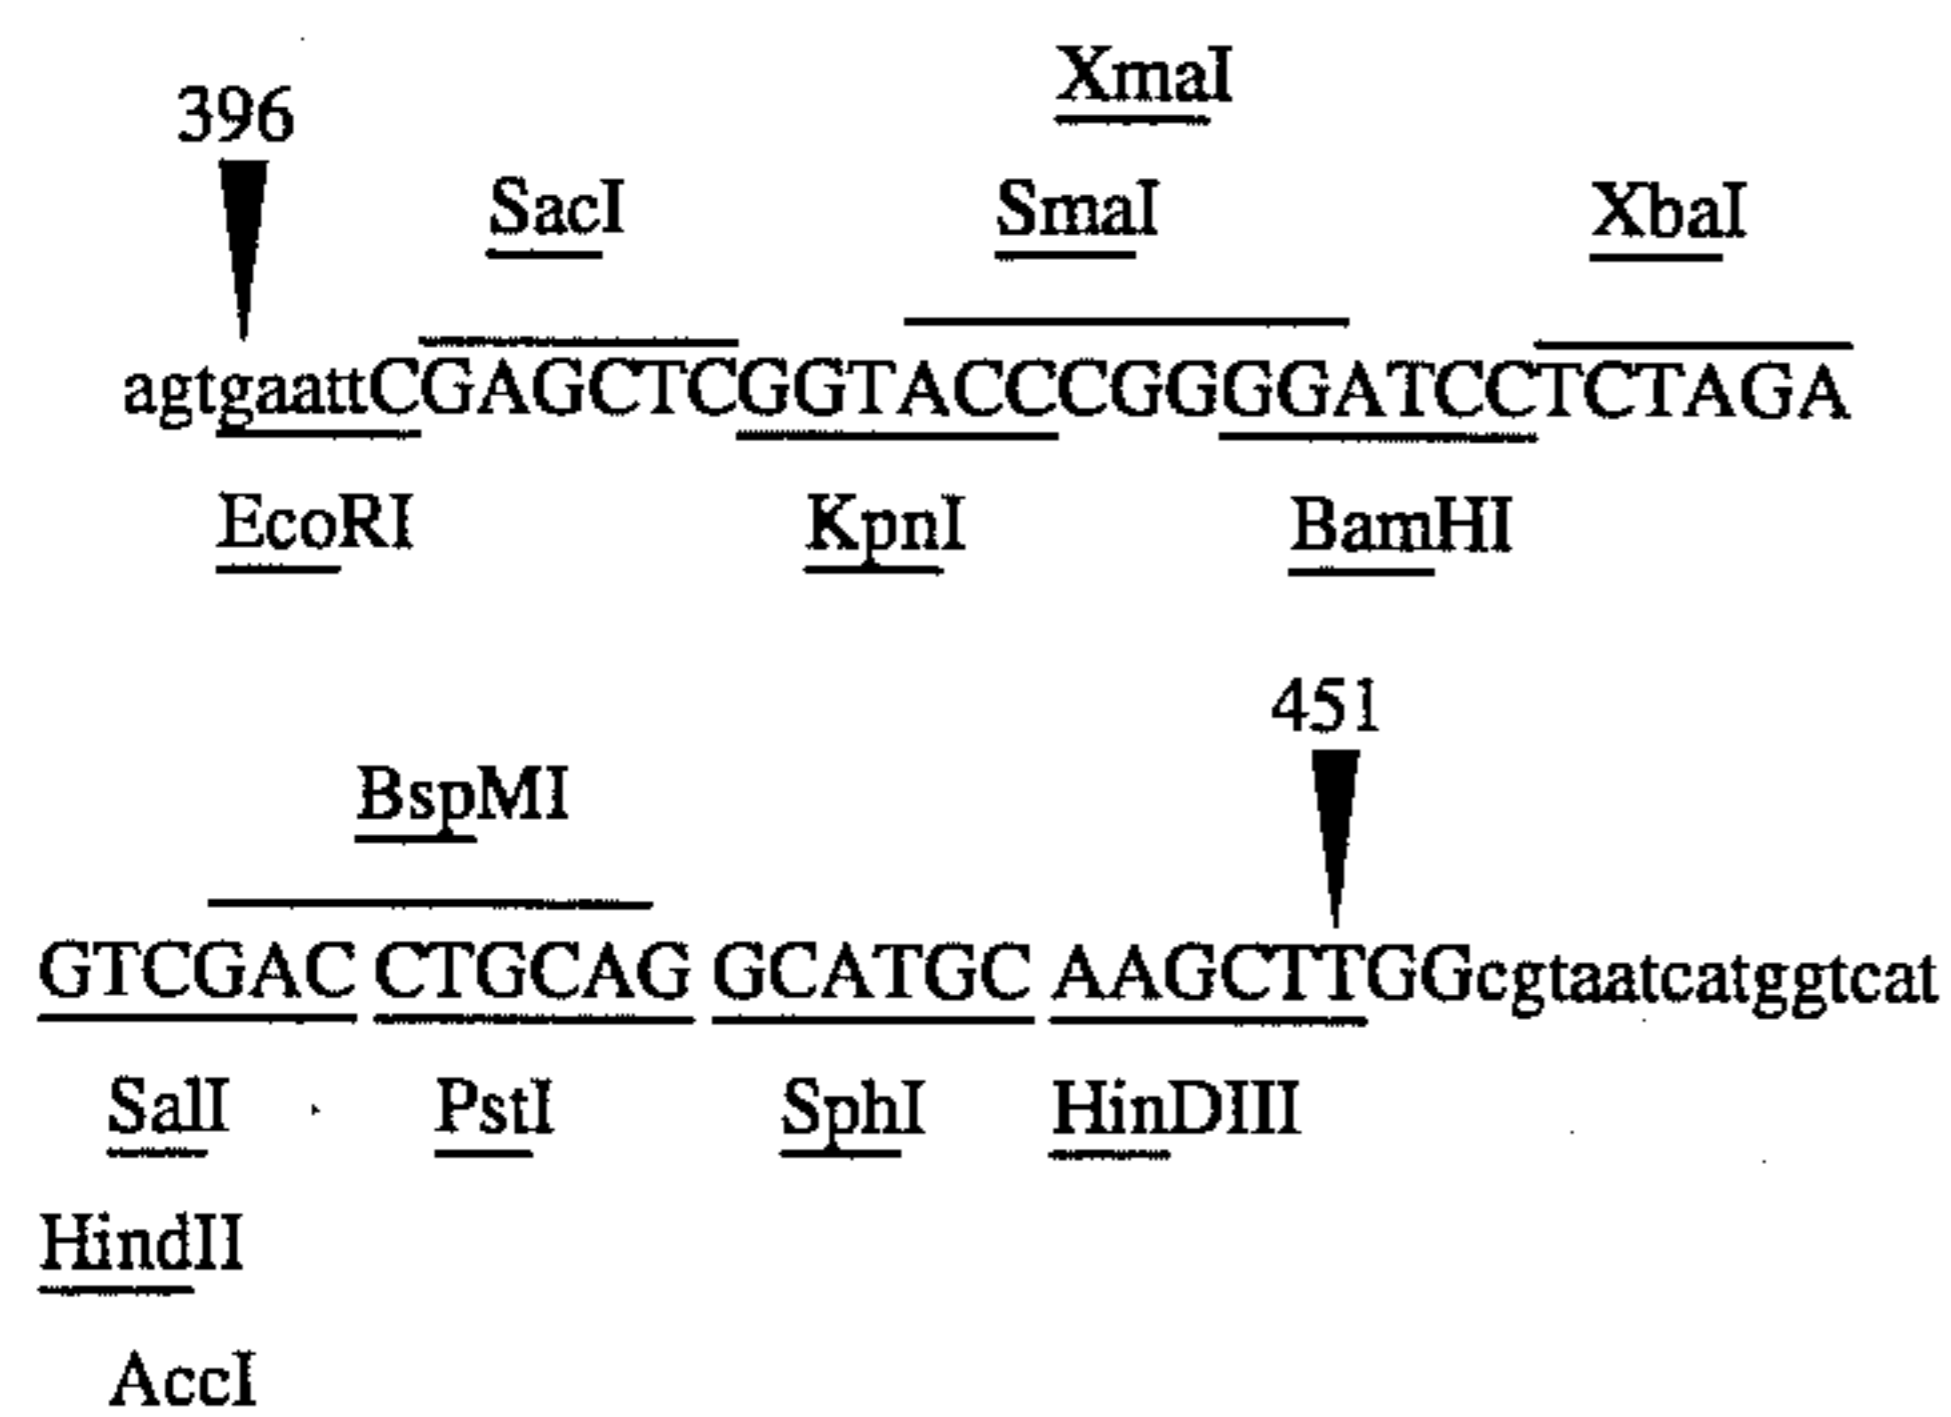 XmaI
396
SacI SmaI XbaI
agtgaattCGAGCTCGGTACCCCGGGGGATCCTCTAGA
EcoRI KpnI BamHI
451
BspMI
GTCGAC CTGCAG GCATGC AAGCTTGGcgtaatcatggtcat
SalI PstI SphI HinDIII
HindII
AccI